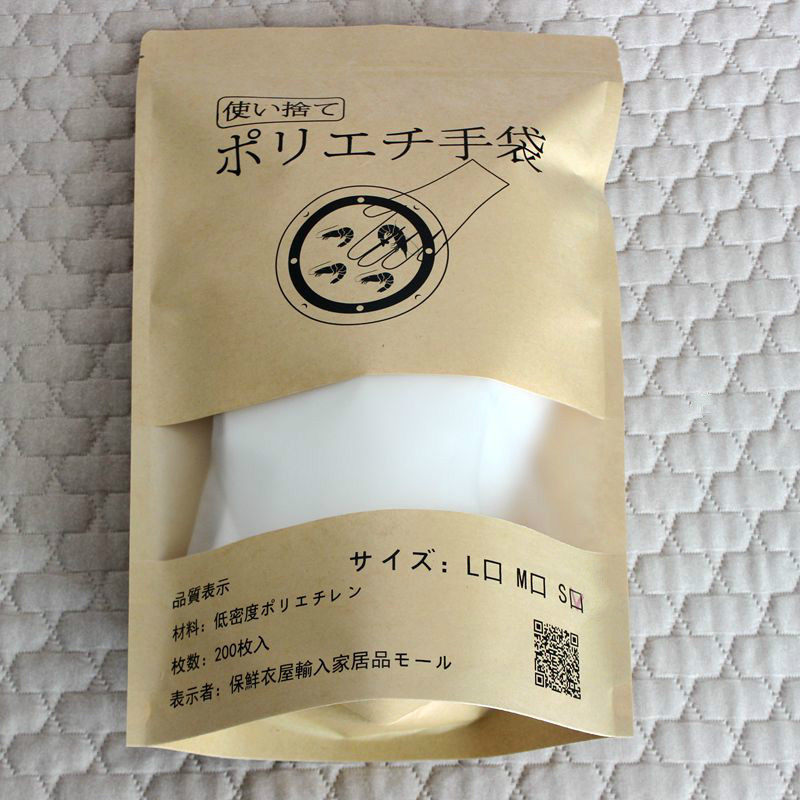 使い捨て
ポリエチ手袋
サイズ：L□ M□ S☑
品質表示
材料：低密度ポリエチレン
枚数：200枚入
表示者：保鮮衣屋輸入家居品モール